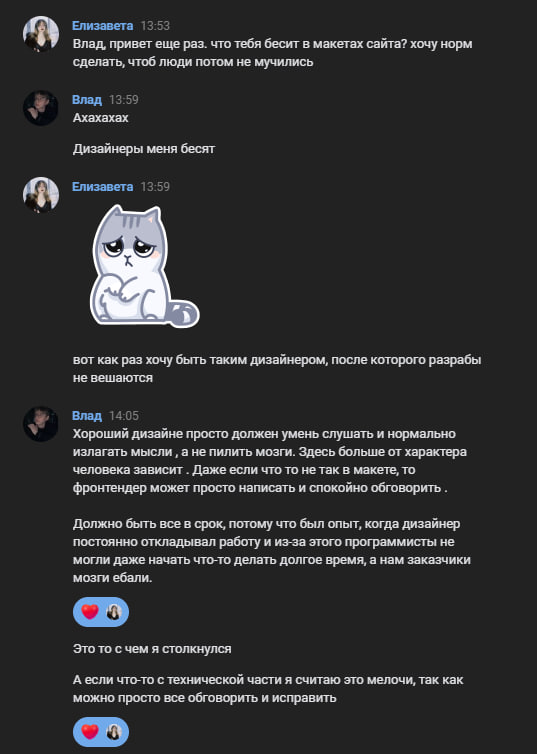 Елизавета 13:53
Влад, привет еще раз. что тебя бесит в макетах сайта? хочу норм
сделать, чтоб люди потом не мучились
Влад 13:59
Ахахахах
Дизайнеры меня бесят
Елизавета 13:59
вот как раз хочу быть таким дизайнером, после которого разрабы
не вешаются
Влад 14:05
Хороший дизайне просто должен умень слушать и нормально
излагать мысли , а не пилить мозги. Здесь больше от характера
человека зависит . Даже если что то не так в макете, то
фронтендер может просто написать и спокойно обговорить .
Должно быть все в срок, потому что был опыт, когда дизайнер
постоянно откладывал работу и из-за этого программисты не
могли даже начать что-то делать долгое время, а нам заказчики
мозги ебали.
Это то с чем я столкнулся
А если что-то с технической части я считаю это мелочи, так как
можно просто все обговорить и исправить